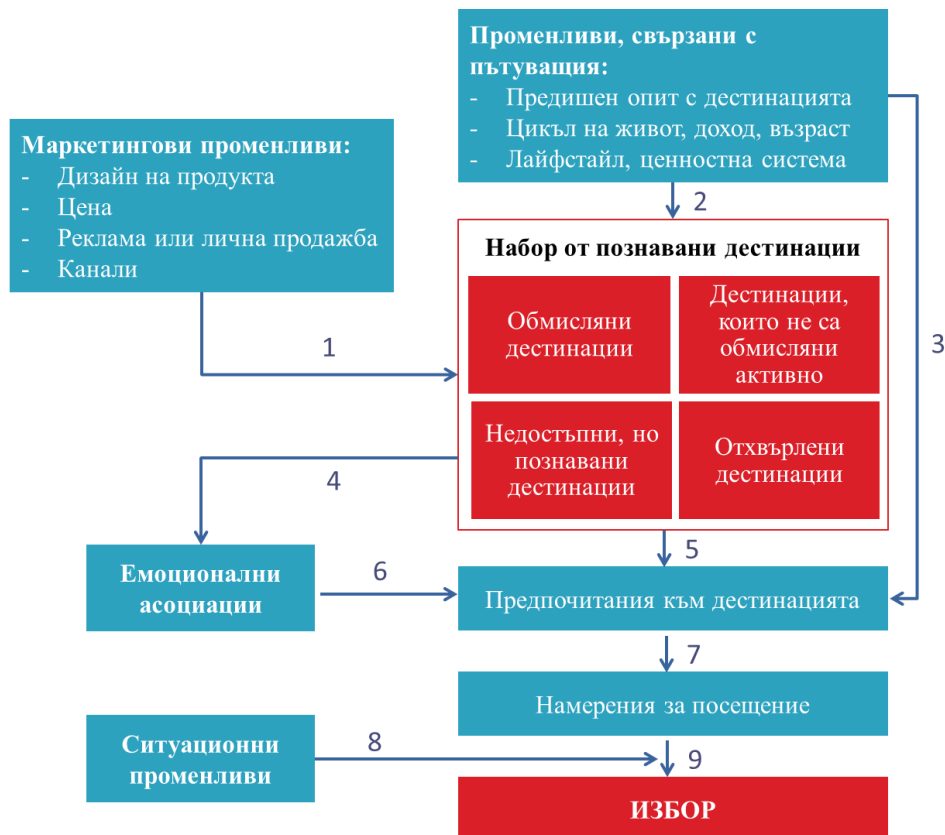 Променливи, свързани с
пътуващия:
- Предишен опит с дестинацията
- Цикъл на живот, доход, възраст
- Лайфстайл, ценностна система
Маркетингови променливи:
- Дизайн на продукта
- Цена
- Реклама или лична продажба
- Канали
2
Набор от познавани дестинации
Обмисляни
дестинации
Дестинации,
които не са
обмисляни
активно
1
3
Недостъпни, но
познавани
дестинации
Отхвърлени
дестинации
4
5
Емоционални
асоциации
6
Предпочитания към дестинацията
7
Намерения за посещение
Ситуационни
променливи
8
9
ИЗБОР